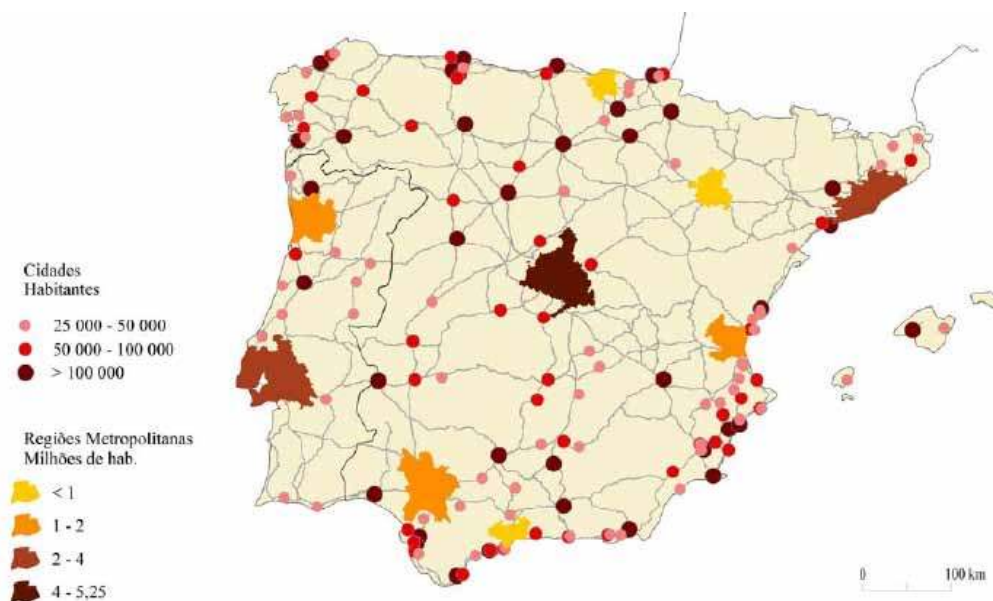 Cidades
Habitantes
25 000 - 50 000
50 000 - 100 000
> 100 000
Regiões Metropolitanas
Milhões de hab.
< 1
1 - 2
2 - 4
4 - 5,25
0 100 km